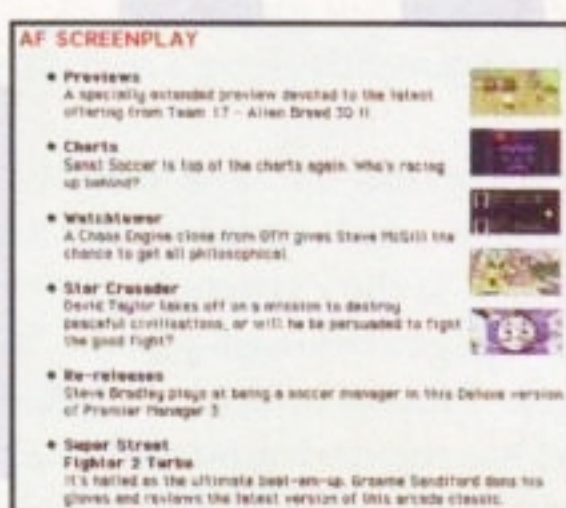 AF SCREENPLAY
Previews
A specially extended preview devoted to the latest
offering from Team 17 - Alien Breed 3D II
Charts
Sensi Soccer is top of the charts again. Who's racing
up behind?
Watchtower
A Chaos Engine clone from OTM gives Steve McGill the
chance to get all philosophical.
Star Crusader
David Taylor takes off on a mission to destroy
peaceful civilisations, or will he be persuaded to fight
the good fight?
Re-releases
Steve Bradley plays at being a soccer manager in this Deluxe version
of Premier Manager 3
Super Street
Fighter 2 Turbo
It's hailed as the ultimate beat-em-up. Graeme Sandiford dons his
gloves and reviews the latest version of this arcade classic.